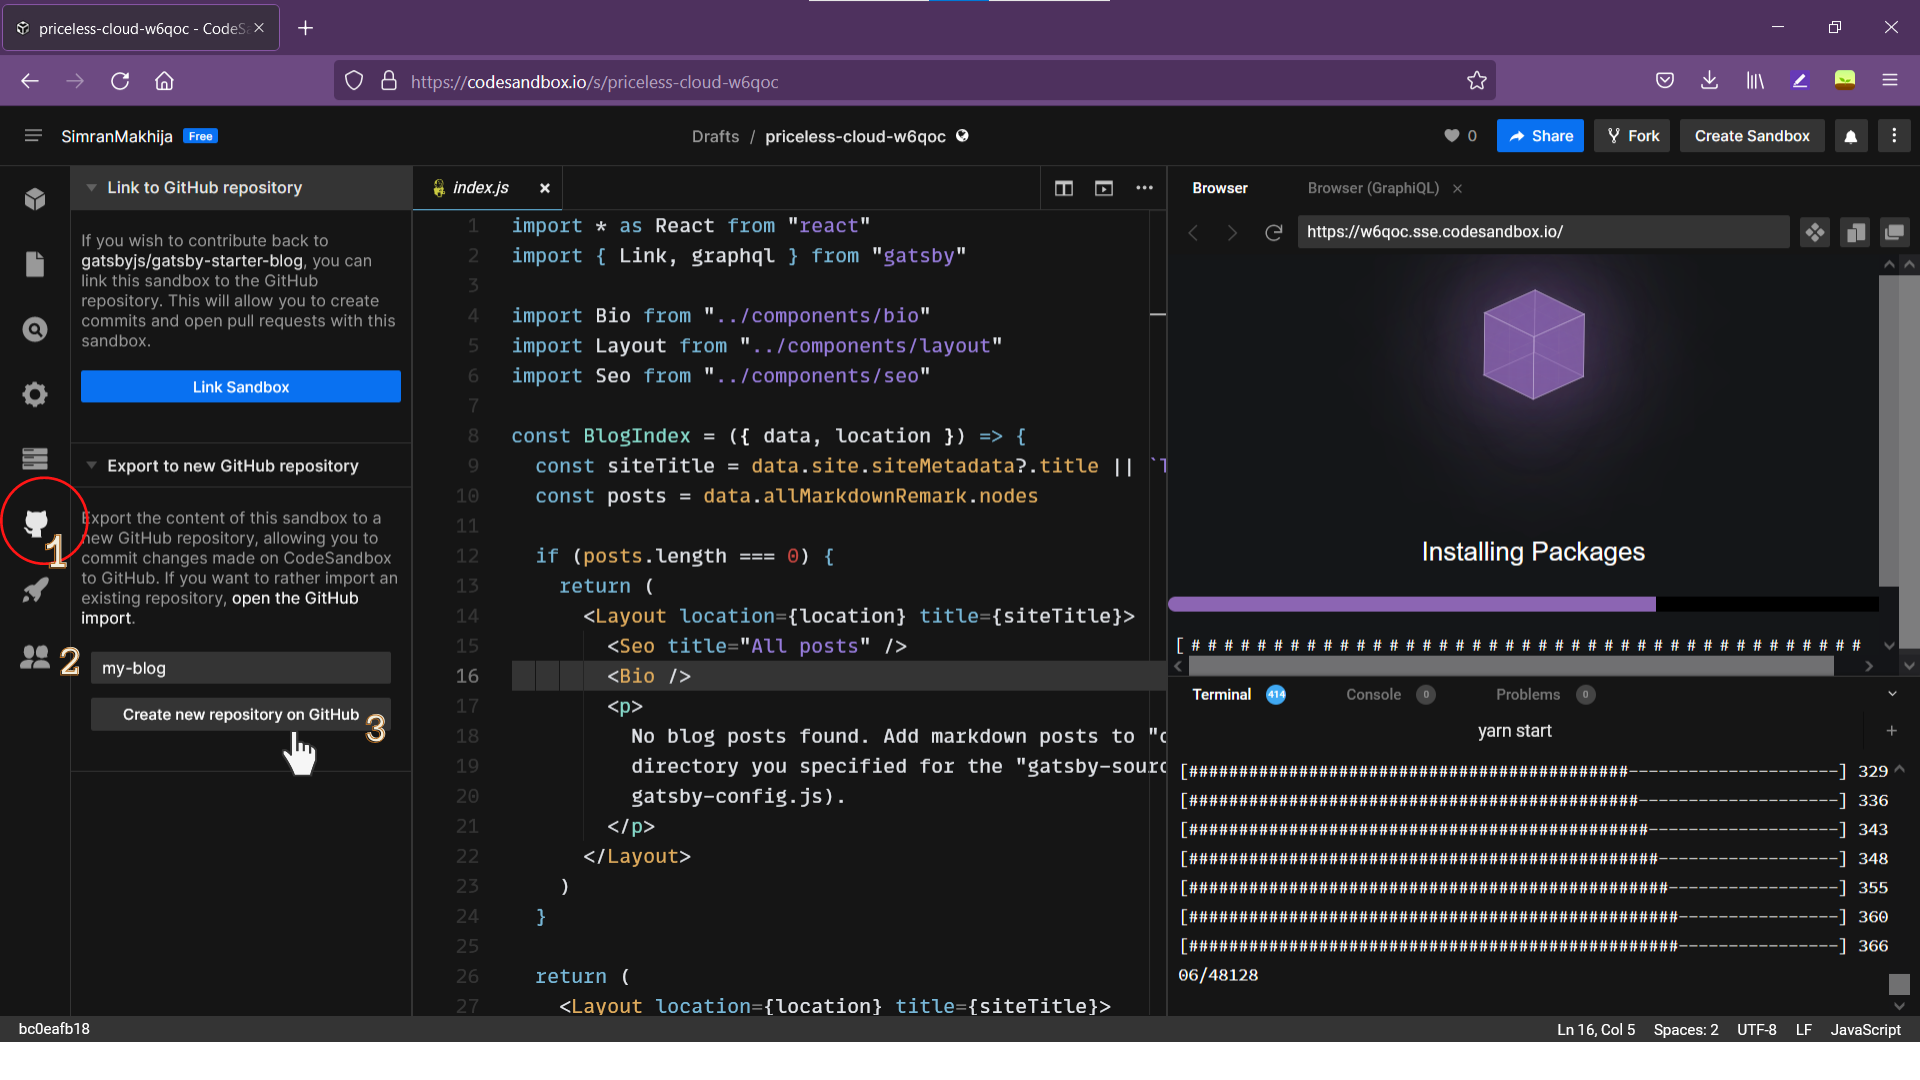 priceless-cloud-w6qoc - CodeSa
https://codesandbox.io/s/priceless-cloud-w6qoc
SimranMakhija Free
Drafts / priceless-cloud-w6qoc
0 Share Fork Create Sandbox
Link to GitHub repository
If you wish to contribute back to
gatsbyjs/gatsby-starter-blog, you can
link this sandbox to the GitHub
repository. This will allow you to create
commits and open pull requests with this
sandbox.
Link Sandbox
Export to new GitHub repository
Export the content of this sandbox to a
new GitHub repository, allowing you to
commit changes made on CodeSandbox
to GitHub. If you want to rather import an
existing repository, open the GitHub
import.
1
2
my-blog
Create new repository on GitHub
3
index.js
1 import * as React from "react"
2 import { Link, graphql } from "gatsby"
3
4 import Bio from "../components/bio"
5 import Layout from "../components/layout"
6 import Seo from "../components/seo"
7
8 const BlogIndex = ({ data, location }) => {
9 const siteTitle = data.site.siteMetadata?.title || `T
10 const posts = data.allMarkdownRemark.nodes
11
12 if (posts.length === 0) {
13 return (
14 <Layout location={location} title={siteTitle}>
15 <Seo title="All posts" />
16 <Bio />
17 <p>
18 No blog posts found. Add markdown posts to "c
19 directory you specified for the "gatsby-sourc
20 gatsby-config.js).
21 </p>
22 </Layout>
23 )
24 }
25
26 return (
27 <Layout location={location} title={siteTitle}>
Browser Browser (GraphiQL)
https://w6qoc.sse.codesandbox.io/
Installing Packages
[#########################################
Terminal 414 Console 0 Problems 0
yarn start
[############################################---------------------] 329
[#############################################--------------------] 336
[##############################################-------------------] 343
[###############################################------------------] 348
[################################################-----------------] 355
[#################################################----------------] 360
[#################################################----------------] 366
06/48128
bc0eafb18
Ln 16, Col 5 Spaces: 2 UTF-8 LF JavaScript